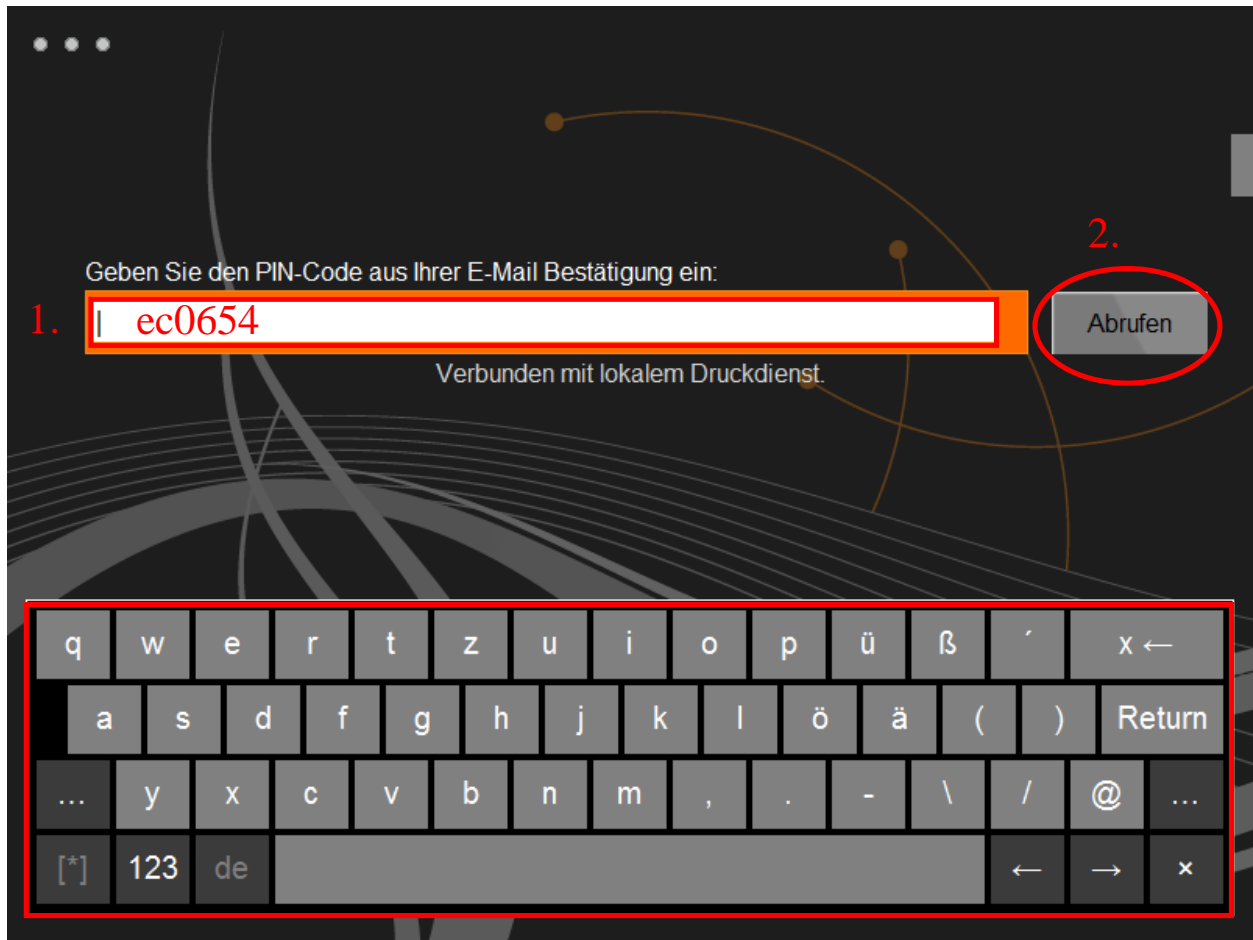 2.
Geben Sie den PIN-Code aus Ihrer E-Mail Bestätigung ein:
1. ec0654 Abrufen
Verbunden mit lokalem Druckdienst.
q w e r t z u i o p ü ß ´ x ←
a s d f g h j k l ö ä ( ) Return
... y x c v b n m , . - \ / @ ...
[*] 123 de ← → ×